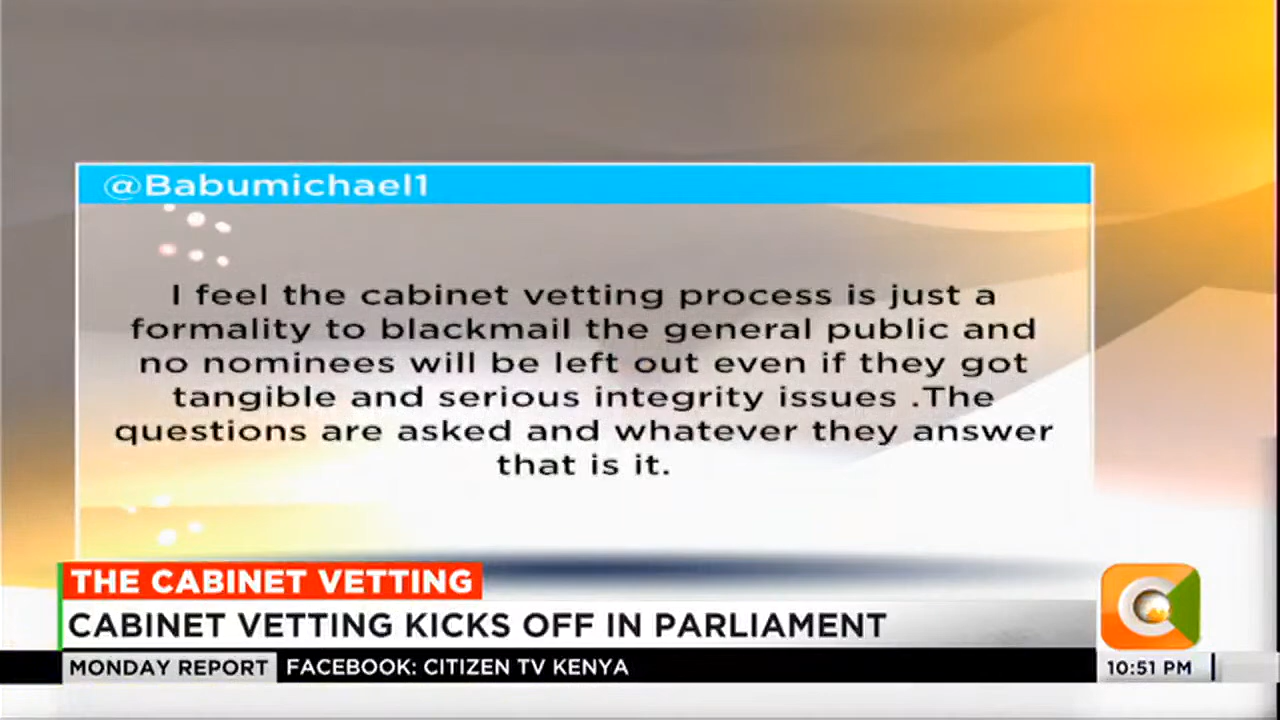 @Babumichael1
I feel the cabinet vetting process is just a
formality to blackmail the general public and
no nominees will be left out even if they got
tangible and serious integrity issues .The
questions are asked and whatever they answer
that is it.
THE CABINET VETTING
CABINET VETTING KICKS OFF IN PARLIAMENT
MONDAY REPORT FACEBOOK: CITIZEN TV KENYA
10:51 PM